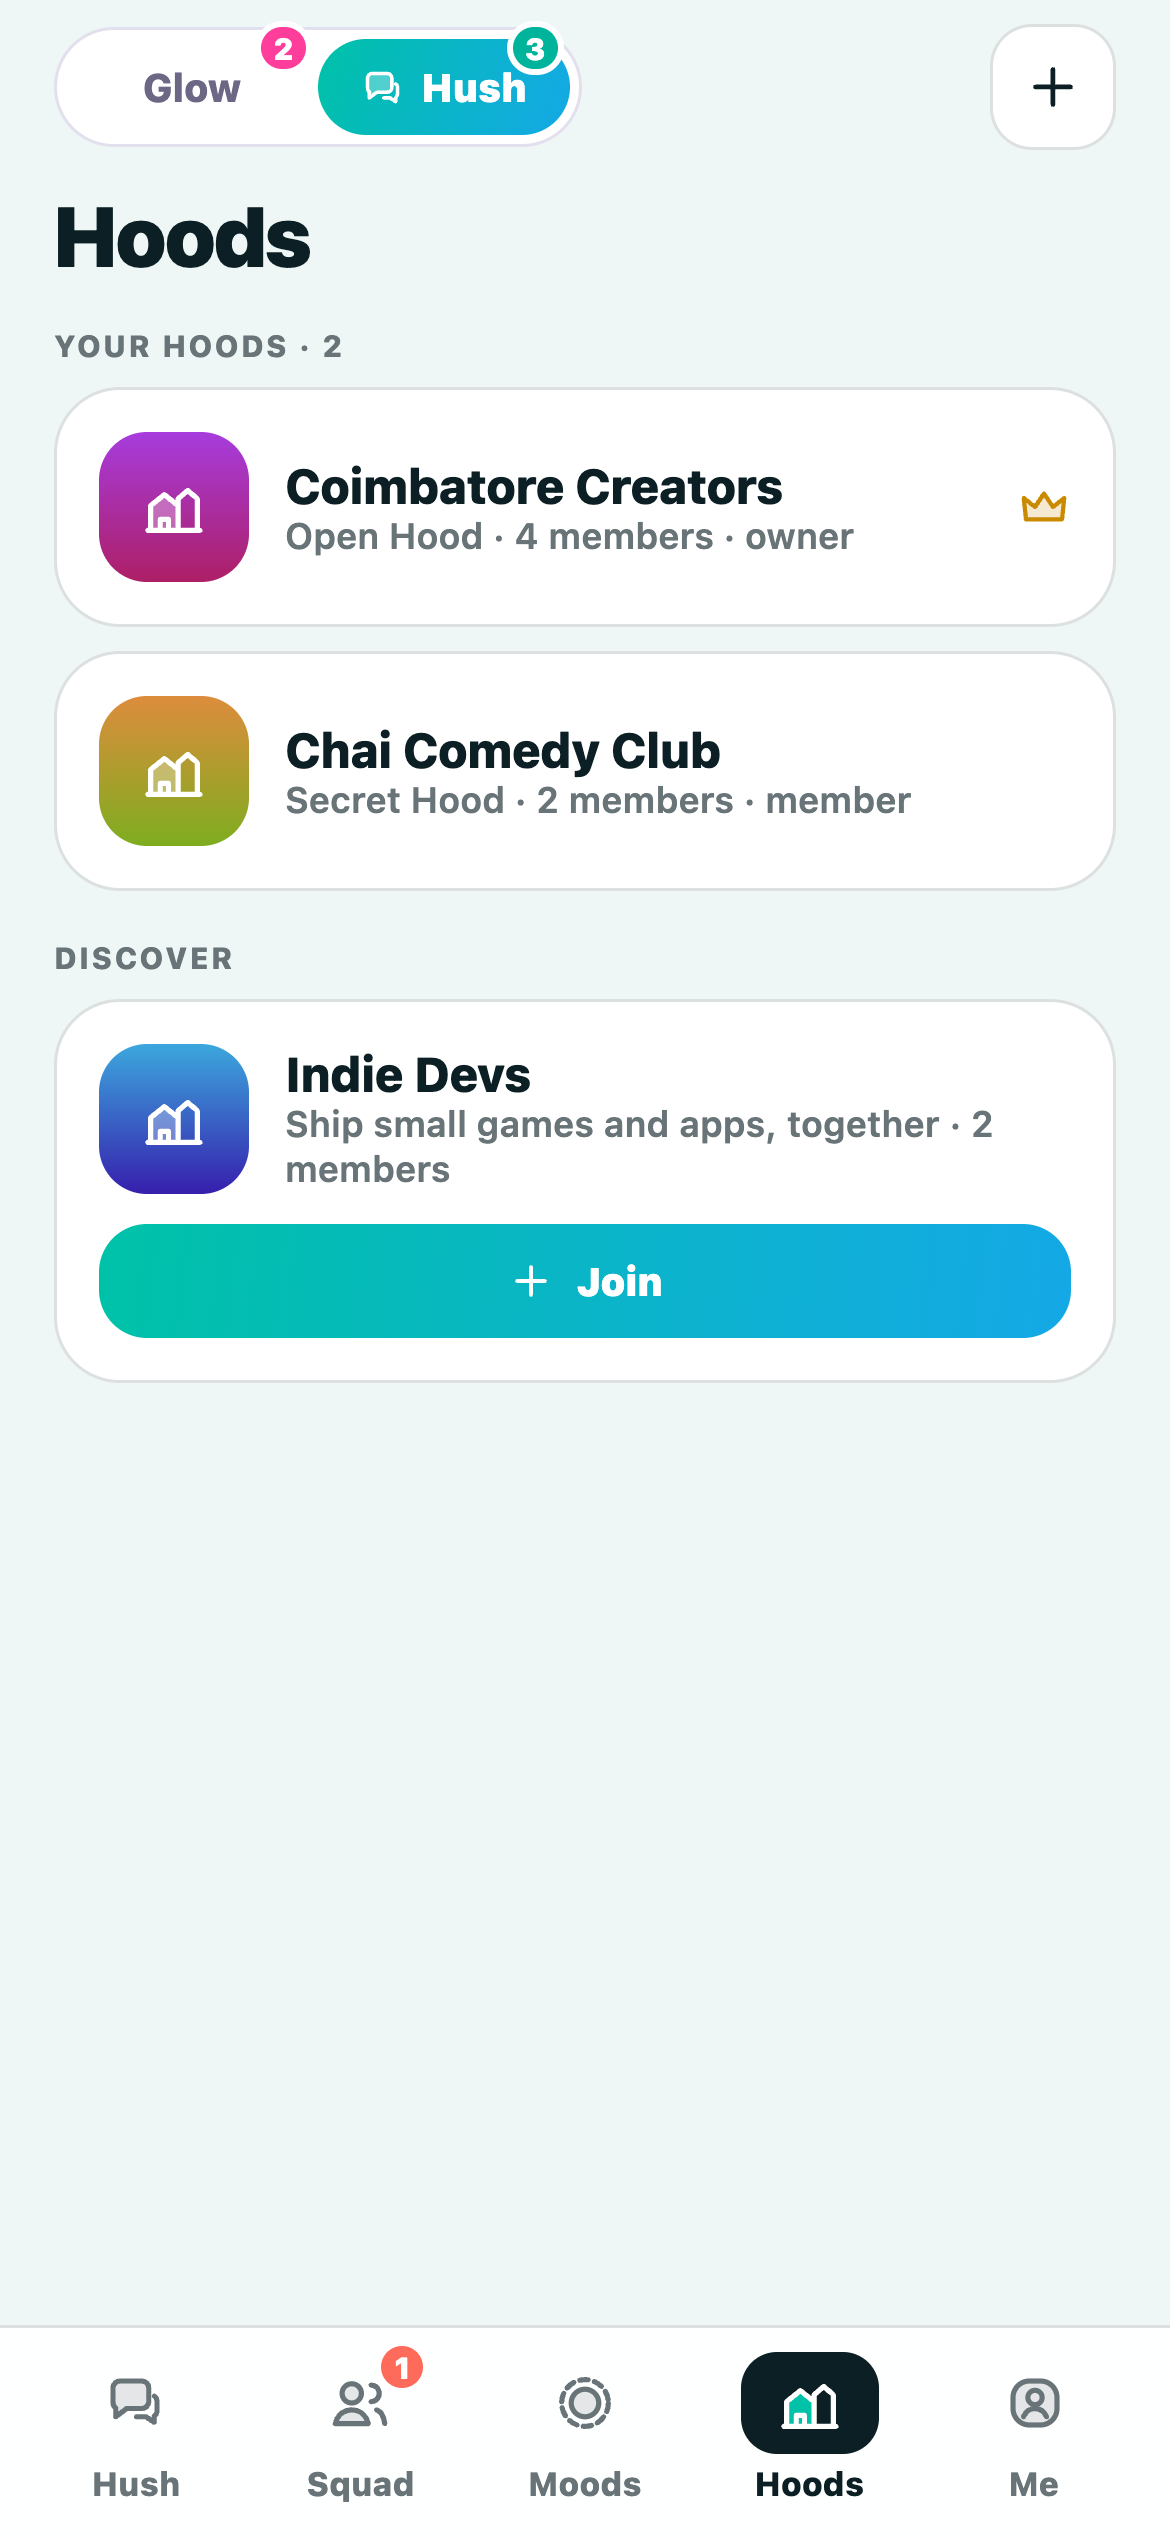 Glow
2
Hush
3
Hoods
YOUR HOODS · 2
Coimbatore Creators
Open Hood · 4 members · owner
Chai Comedy Club
Secret Hood · 2 members · member
DISCOVER
Indie Devs
Ship small games and apps, together · 2
members
Join
1
Hush
Squad
Moods
Hoods
Me